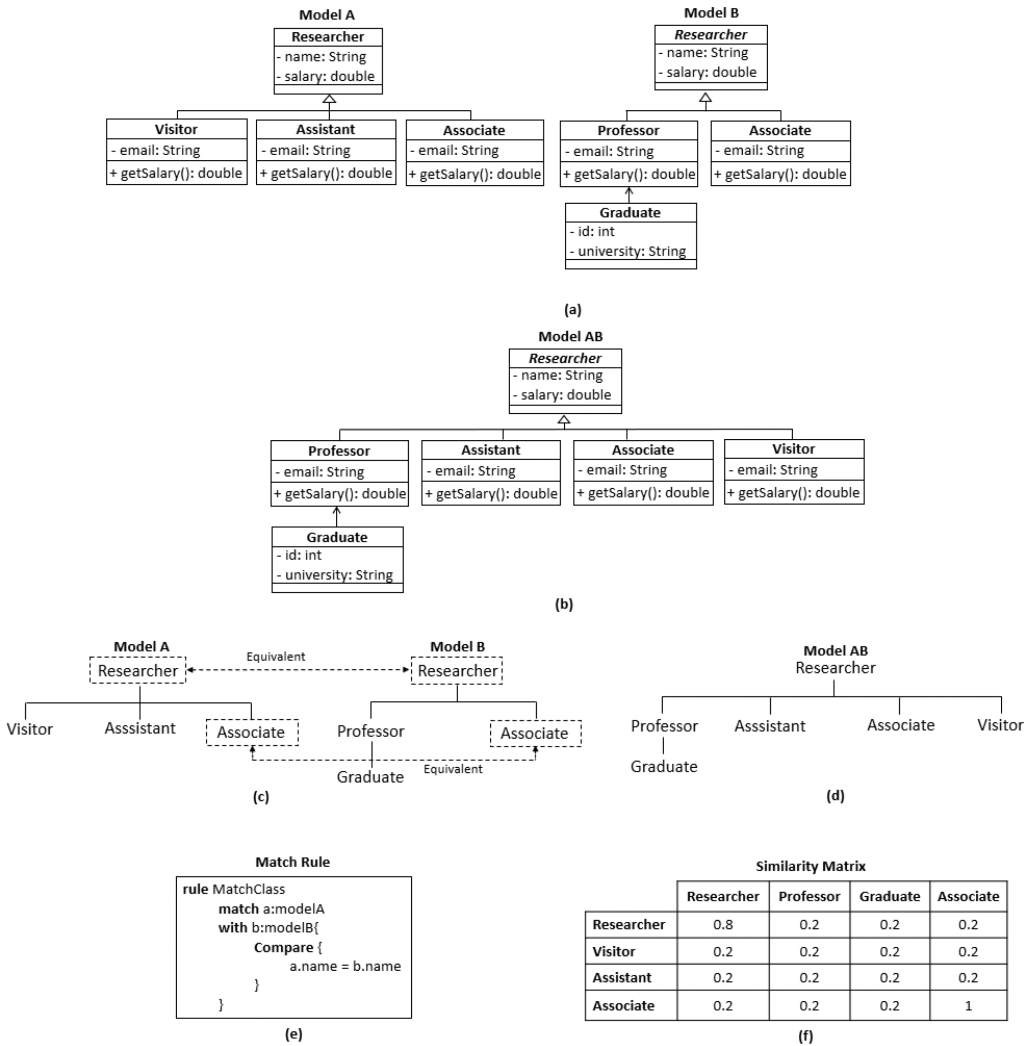 Model A
Researcher
- name: String
- salary: double
Visitor
- email: String
+ getSalary(): double
Assistant
- email: String
+ getSalary(): double
Associate
- email: String
+ getSalary(): double
Model B
Researcher
- name: String
- salary: double
Professor
- email: String
+ getSalary(): double
Associate
- email: String
+ getSalary(): double
Graduate
- id: int
- university: String
(a)
Model AB
Researcher
- name: String
- salary: double
Professor
- email: String
+ getSalary(): double
Assistant
- email: String
+ getSalary(): double
Associate
- email: String
+ getSalary(): double
Visitor
- email: String
+ getSalary(): double
Graduate
- id: int
- university: String
(b)
Model A
Researcher
Equivalent
Model B
Researcher
Visitor
Asssistant
Associate
Professor
Associate
Equivalent
Graduate
(c)
Model AB
Researcher
Professor
Asssistant
Associate
Visitor
Graduate
(d)
Match Rule
rule MatchClass
match a:modelA
with b:modelB{
Compare {
a.name = b.name
}
}
(e)
Similarity Matrix
Researcher Professor Graduate Associate
Researcher 0.8 0.2 0.2 0.2
Visitor 0.2 0.2 0.2 0.2
Assistant 0.2 0.2 0.2 0.2
Associate 0.2 0.2 0.2 1
(f)